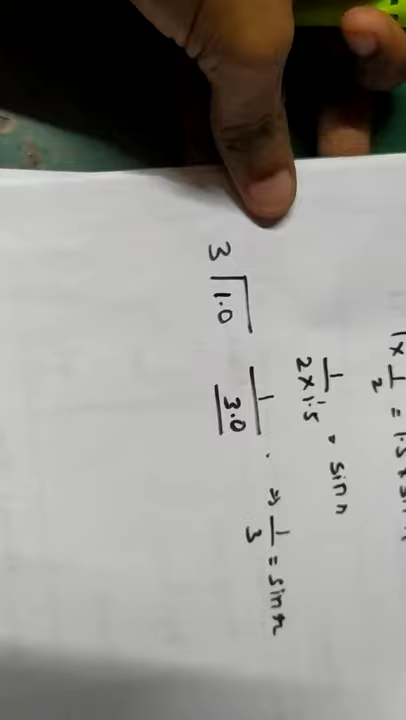 1 × 1/2 = 1.5 × sin r
1/(2×1.5) = sin r
1/3.0 ⇒ 1/3 = sin r
3 ⟌ 1.0